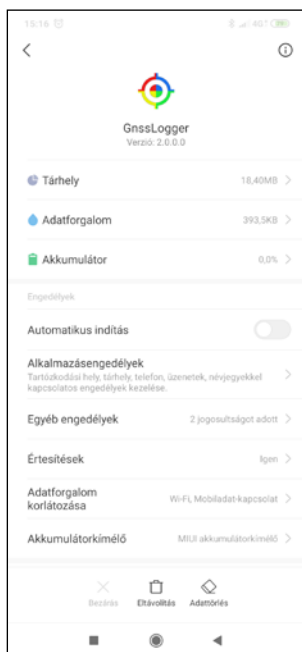 15:16
4G+
GnssLogger
Verzió: 2.0.0.0
Tárhely 18,40MB
Adatforgalom 393,5KB
Akkumulátor 0,0%
Engedélyek
Automatikus indítás
Alkalmazásengedélyek
Tartózkodási hely, tárhely, telefon, üzenetek, névjegyekkel
kapcsolatos engedélyek kezelése.
Egyéb engedélyek 2 jogosultságot adott
Értesítések Igen
Adatforgalom
korlátozása Wi-Fi, Mobiladat-kapcsolat
Akkumulátorkímélő MIUI akkumulátorkímélő
Bezárás Eltávolítás Adattörlés